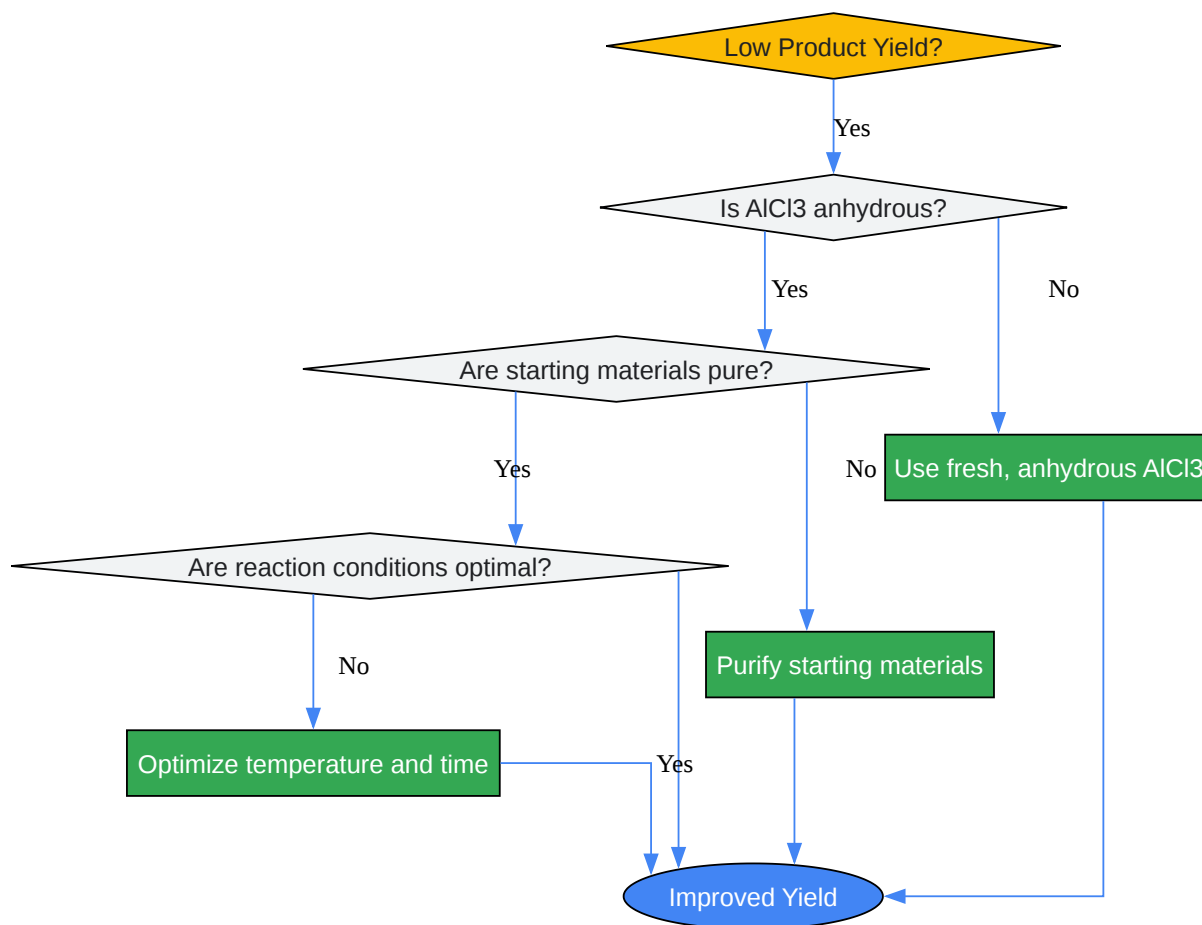 Low Product Yield?
Yes
Is AlCl3 anhydrous?
Yes
No
Are starting materials pure?
Yes
No
Use fresh, anhydrous AlCl3
Are reaction conditions optimal?
No
Purify starting materials
Optimize temperature and time
Yes
Improved Yield